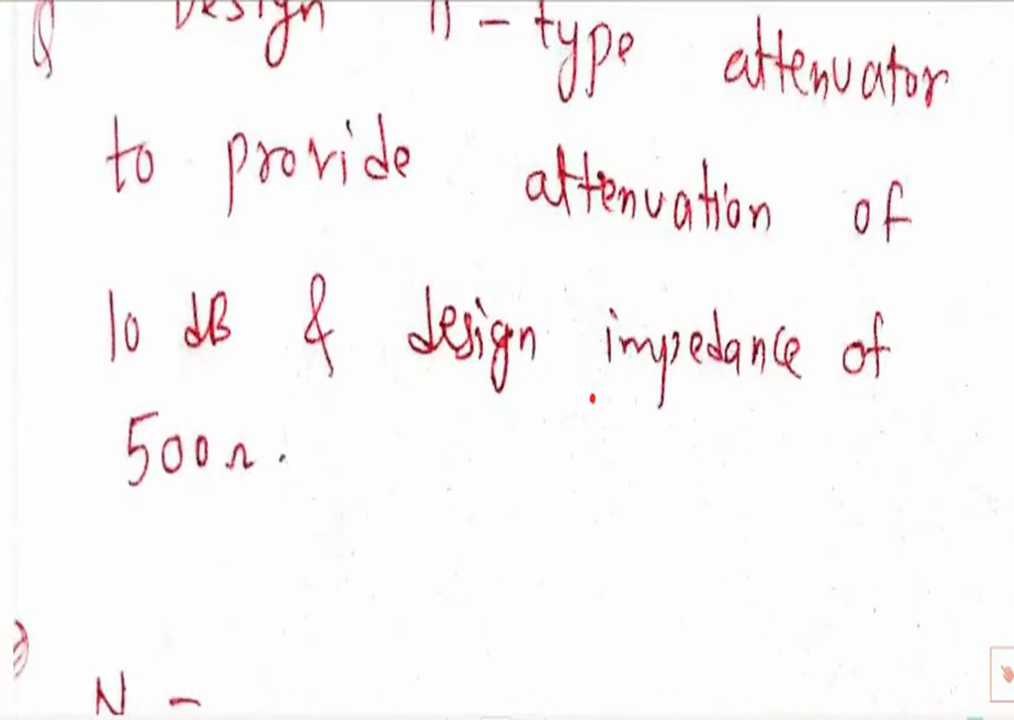 Q Design π - type attenuator
to provide attenuation of
10 dB & design impedance of
500Ω.
N -